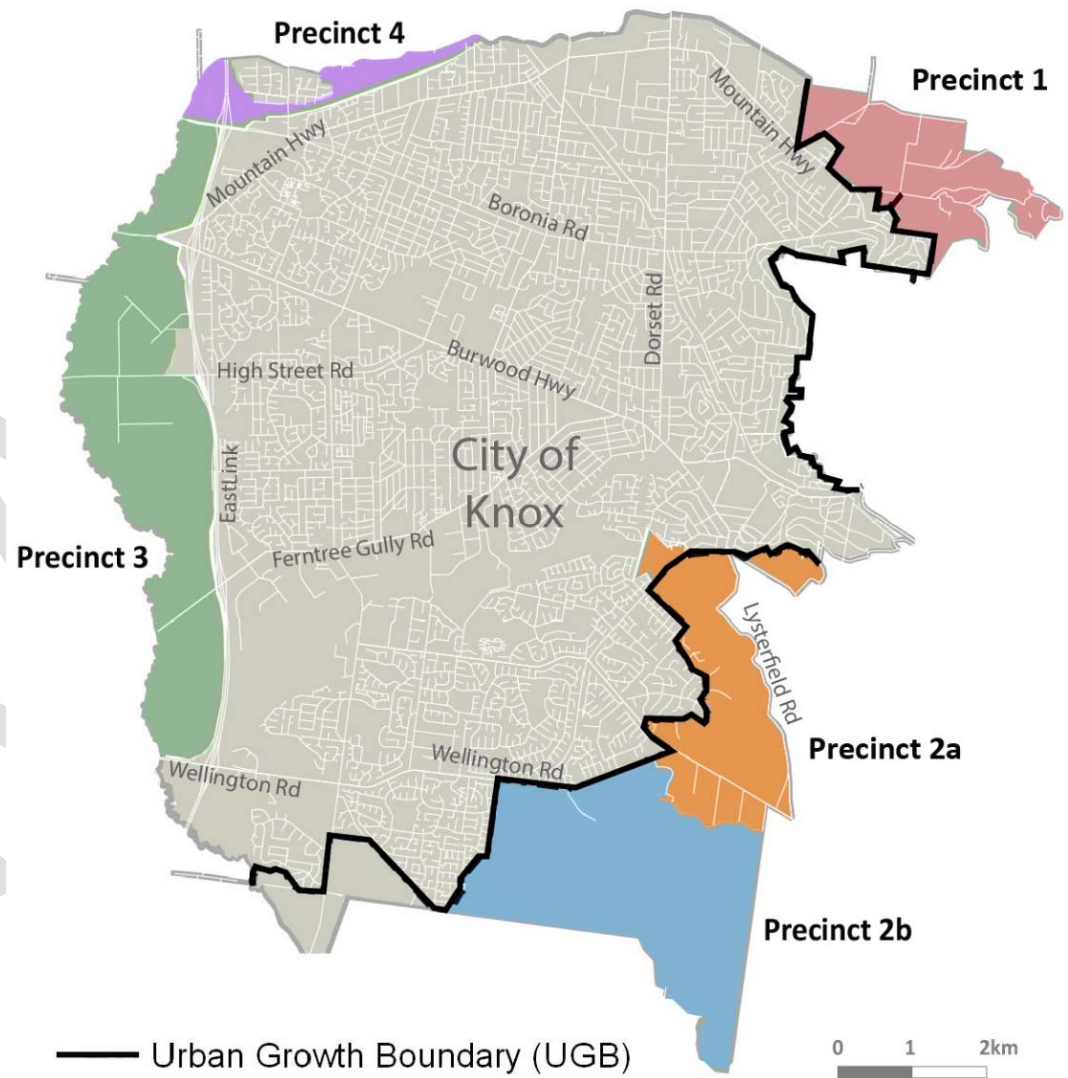 Precinct 4
Precinct 1
Mountain Hwy
Mountain Hwy
Boronia Rd
Dorset Rd
Burwood Hwy
High Street Rd
City of
Knox
EastLink
Ferntree Gully Rd
Precinct 3
Lysterfield Rd
Precinct 2a
Wellington Rd
Wellington Rd
Precinct 2b
Urban Growth Boundary (UGB)
0 1 2km